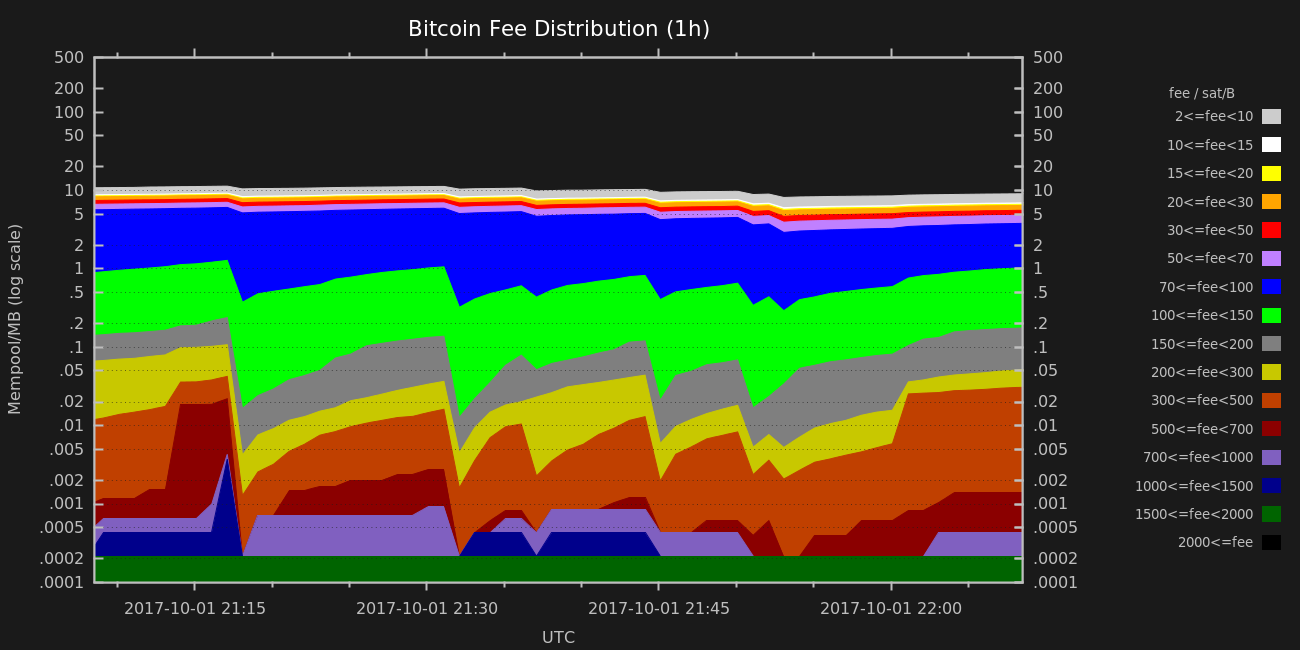 Bitcoin Fee Distribution (1h)
500 500
200 200
100 100
50 50
20 20
10 10
5 5
2 2
1 1
.5 .5
.2 .2
.1 .1
.05 .05
.02 .02
.01 .01
.005 .005
.002 .002
.001 .001
.0005 .0005
.0002 .0002
.0001 .0001
Mempool/MB (log scale)
2017-10-01 21:15 2017-10-01 21:30 2017-10-01 21:45 2017-10-01 22:00
UTC
fee / sat/B
2<=fee<10
10<=fee<15
15<=fee<20
20<=fee<30
30<=fee<50
50<=fee<70
70<=fee<100
100<=fee<150
150<=fee<200
200<=fee<300
300<=fee<500
500<=fee<700
700<=fee<1000
1000<=fee<1500
1500<=fee<2000
2000<=fee